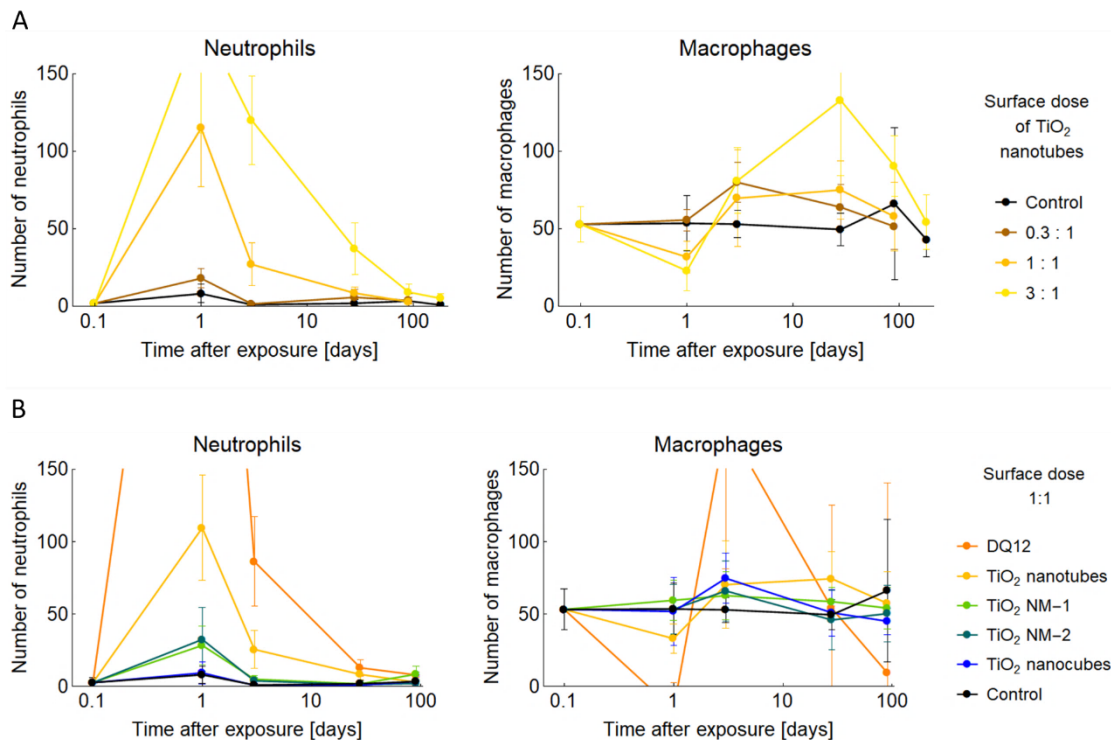 A
Neutrophils
Number of neutrophils
150
100
50
0
0.1 1 10 100
Time after exposure [days]
Macrophages
Number of macrophages
150
100
50
0
0.1 1 10 100
Time after exposure [days]
Surface dose
of TiO₂
nanotubes
Control
0.3 : 1
1 : 1
3 : 1
B
Neutrophils
Number of neutrophils
150
100
50
0
0.1 1 10 100
Time after exposure [days]
Macrophages
Number of macrophages
150
100
50
0
0.1 1 10 100
Time after exposure [days]
Surface dose
1:1
DQ12
TiO₂ nanotubes
TiO₂ NM–1
TiO₂ NM–2
TiO₂ nanocubes
Control